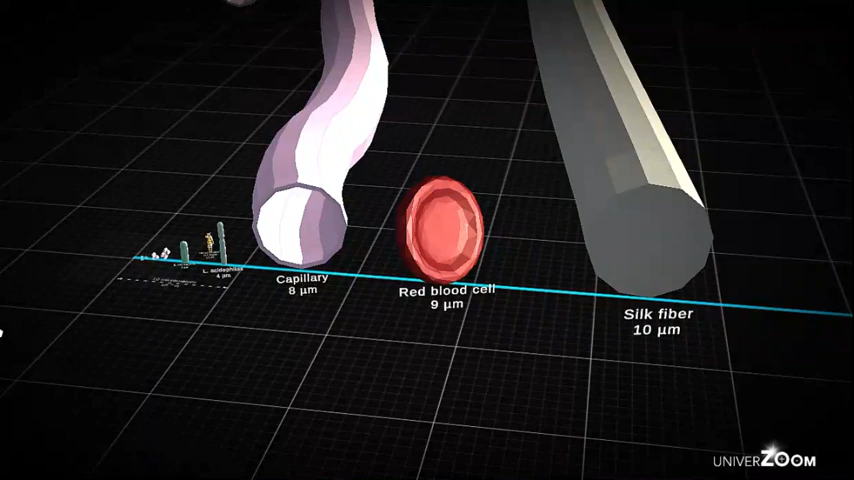 L. acidophilus
4 µm
Capillary
8 µm
Red blood cell
9 µm
Silk fiber
10 µm
UNIVERZOOM